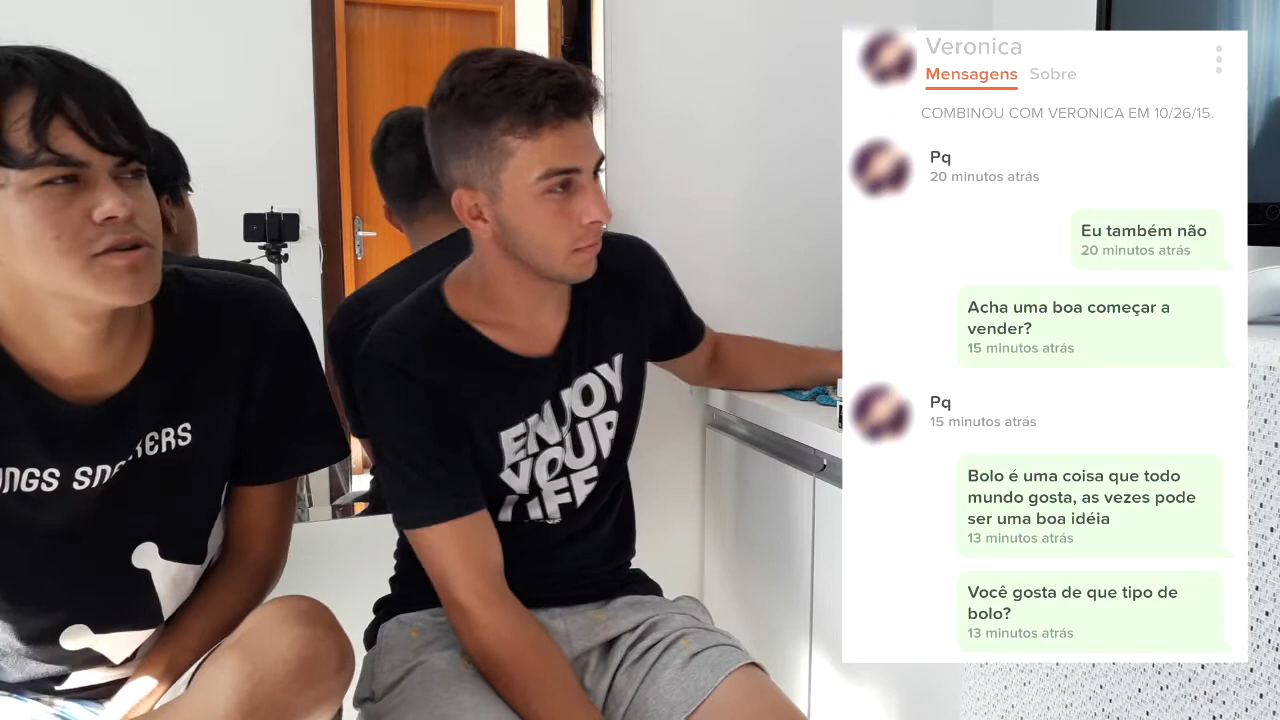 Veronica
Mensagens Sobre
COMBINOU COM VERONICA EM 10/26/15.
Pq
20 minutos atrás
Eu também não
20 minutos atrás
Acha uma boa começar a
vender?
15 minutos atrás
Pq
15 minutos atrás
Bolo é uma coisa que todo
mundo gosta, as vezes pode
ser uma boa idéia
13 minutos atrás
Você gosta de que tipo de
bolo?
13 minutos atrás
ENJOY
YOUR
LIFE